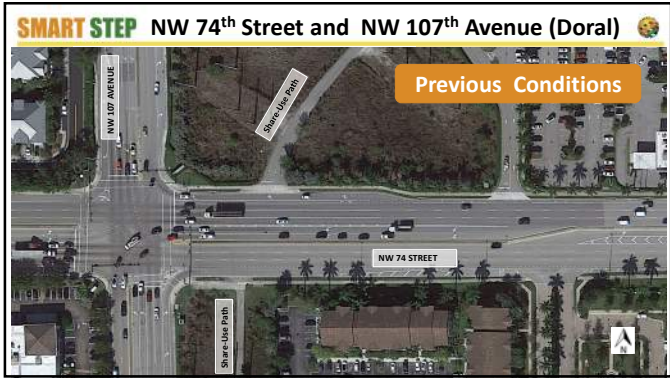 SMART STEP NW 74th Street and NW 107th Avenue (Doral)
Previous Conditions
NW 107 AVENUE
Share-Use Path
NW 74 STREET
Share-Use Path
N